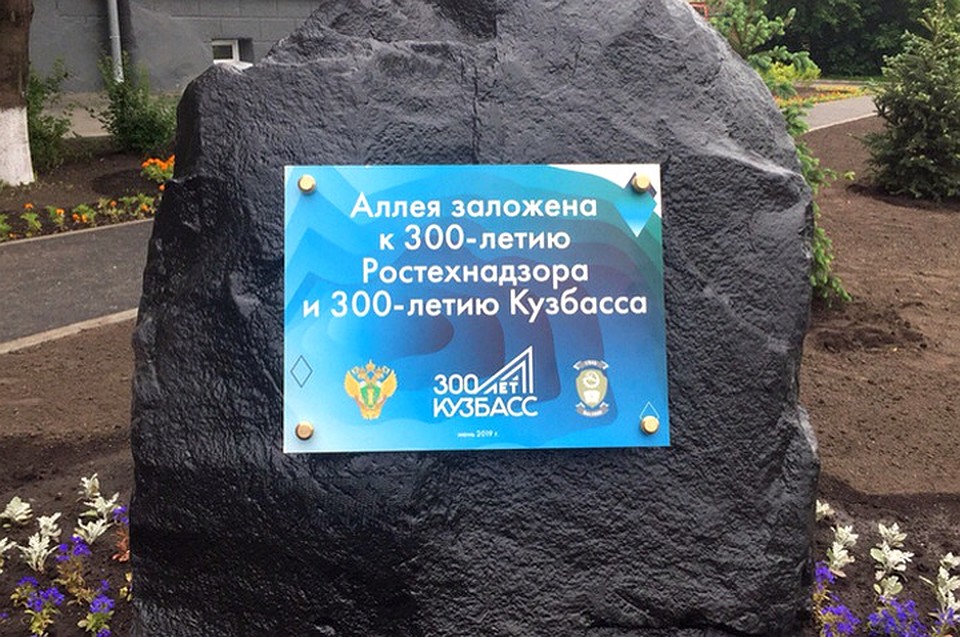 Аллея заложена
к 300-летию
Ростехнадзора
и 300-летию Кузбасса
300 ЛЕТ
КУЗБАСС
июнь 2019 г.